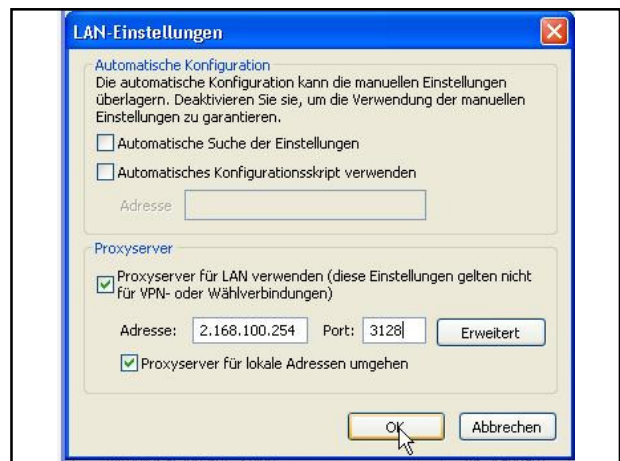 LAN-Einstellungen
Automatische Konfiguration
Die automatische Konfiguration kann die manuellen Einstellungen
überlagern. Deaktivieren Sie sie, um die Verwendung der manuellen
Einstellungen zu garantieren.
Automatische Suche der Einstellungen
Automatisches Konfigurationsskript verwenden
Adresse
Proxyserver
Proxyserver für LAN verwenden (diese Einstellungen gelten nicht
für VPN- oder Wählverbindungen)
Adresse: 2.168.100.254 Port: 3128 Erweitert
Proxyserver für lokale Adressen umgehen
OK Abbrechen